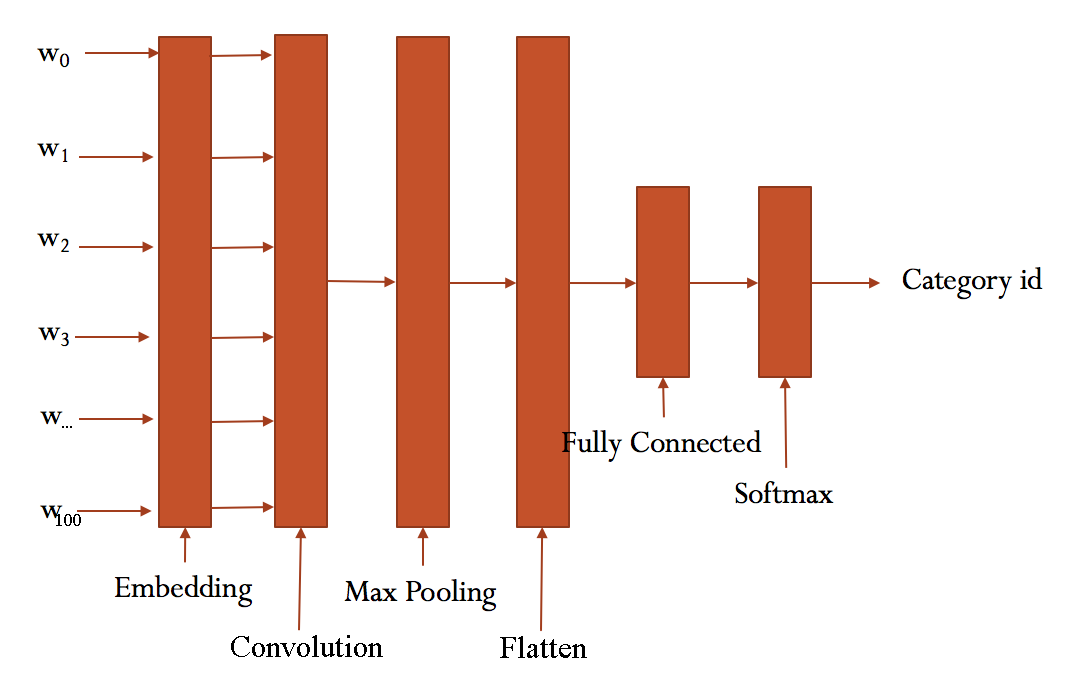 w0
w1
w2
w3
w...
w100
Category id
Fully Connected
Softmax
Embedding
Max Pooling
Convolution
Flatten